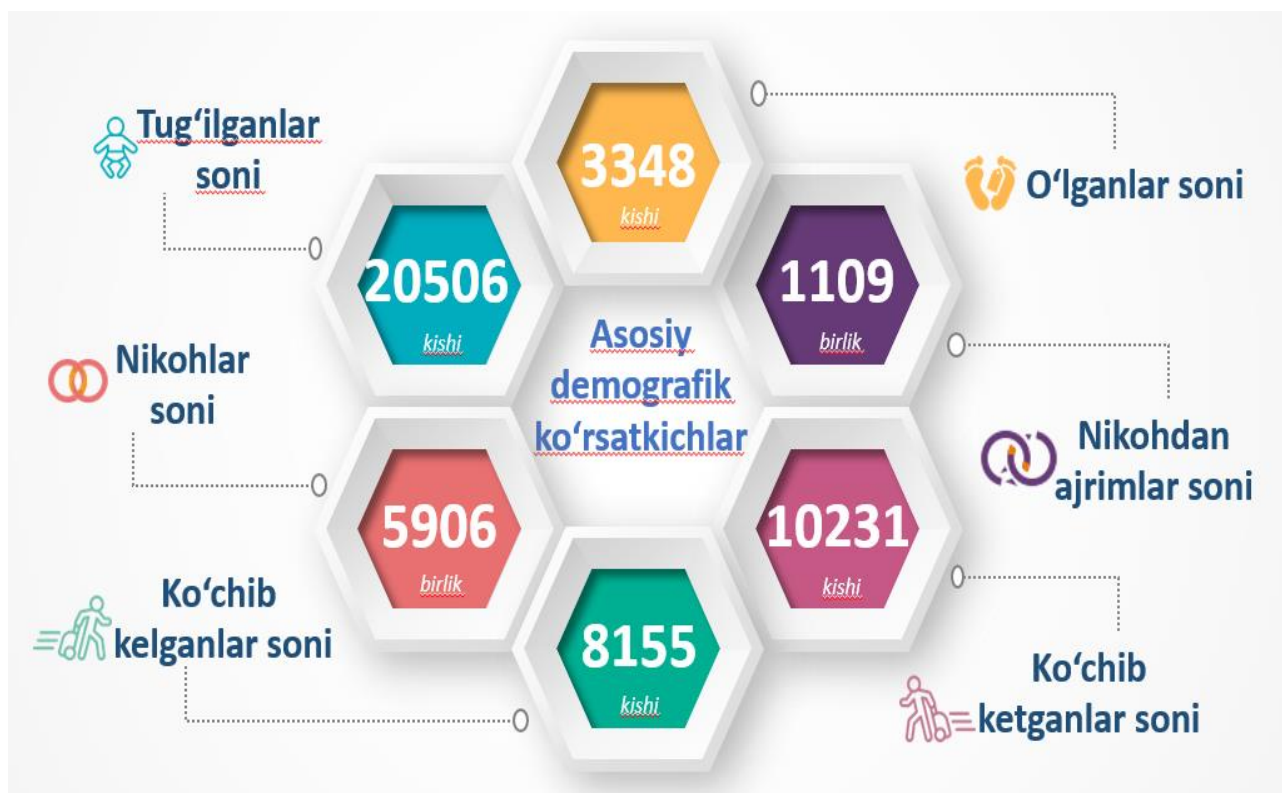 Tug‘ilganlar
soni
3348
kishi
O‘lganlar soni
20506
kishi
1109
birlik
Asosiy
demografik
ko‘rsatkichlar
Nikohlar
soni
Nikohdan
ajrimlar soni
5906
birlik
10231
kishi
Ko‘chib
kelganlar soni
8155
kishi
Ko‘chib
ketganlar soni